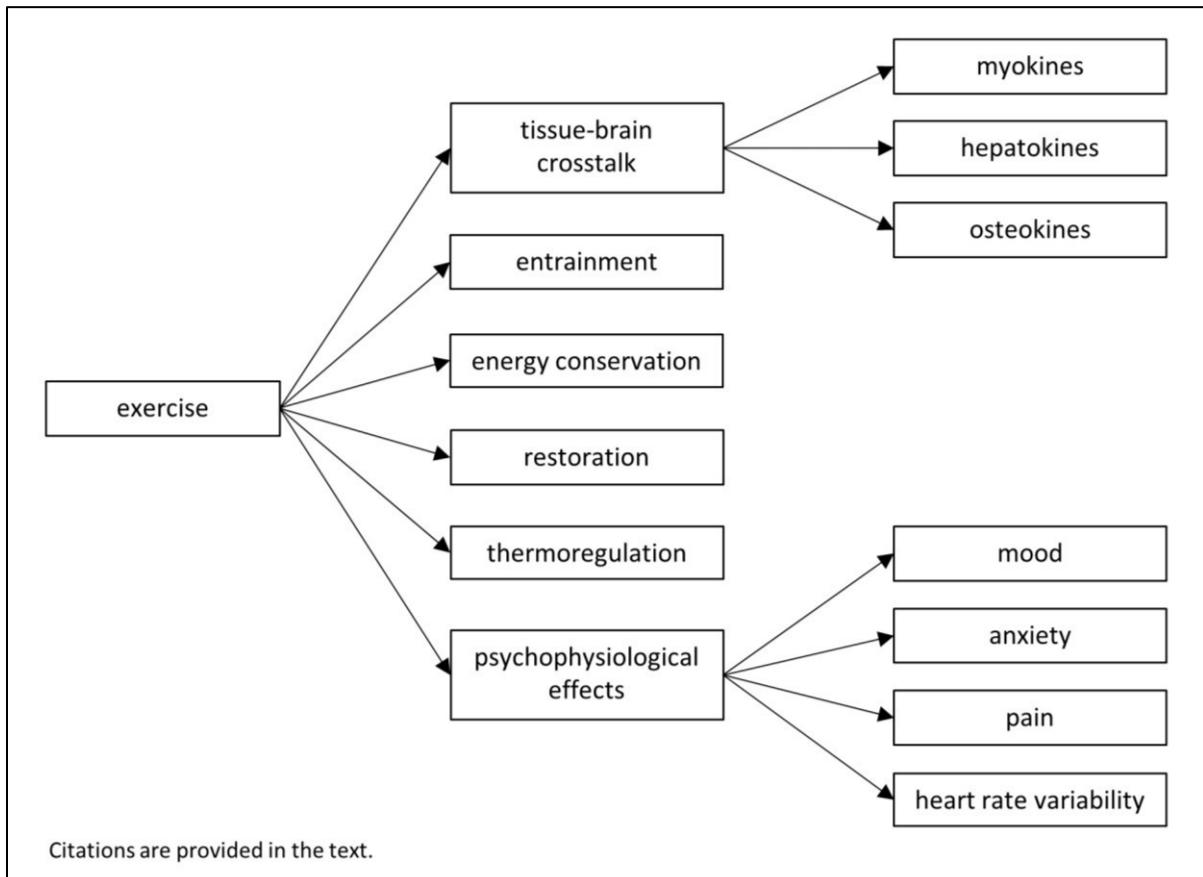 exercise
tissue-brain
crosstalk
entrainment
energy conservation
restoration
thermoregulation
psychophysiological
effects
myokines
hepatokines
osteokines
mood
anxiety
pain
heart rate variability
Citations are provided in the text.